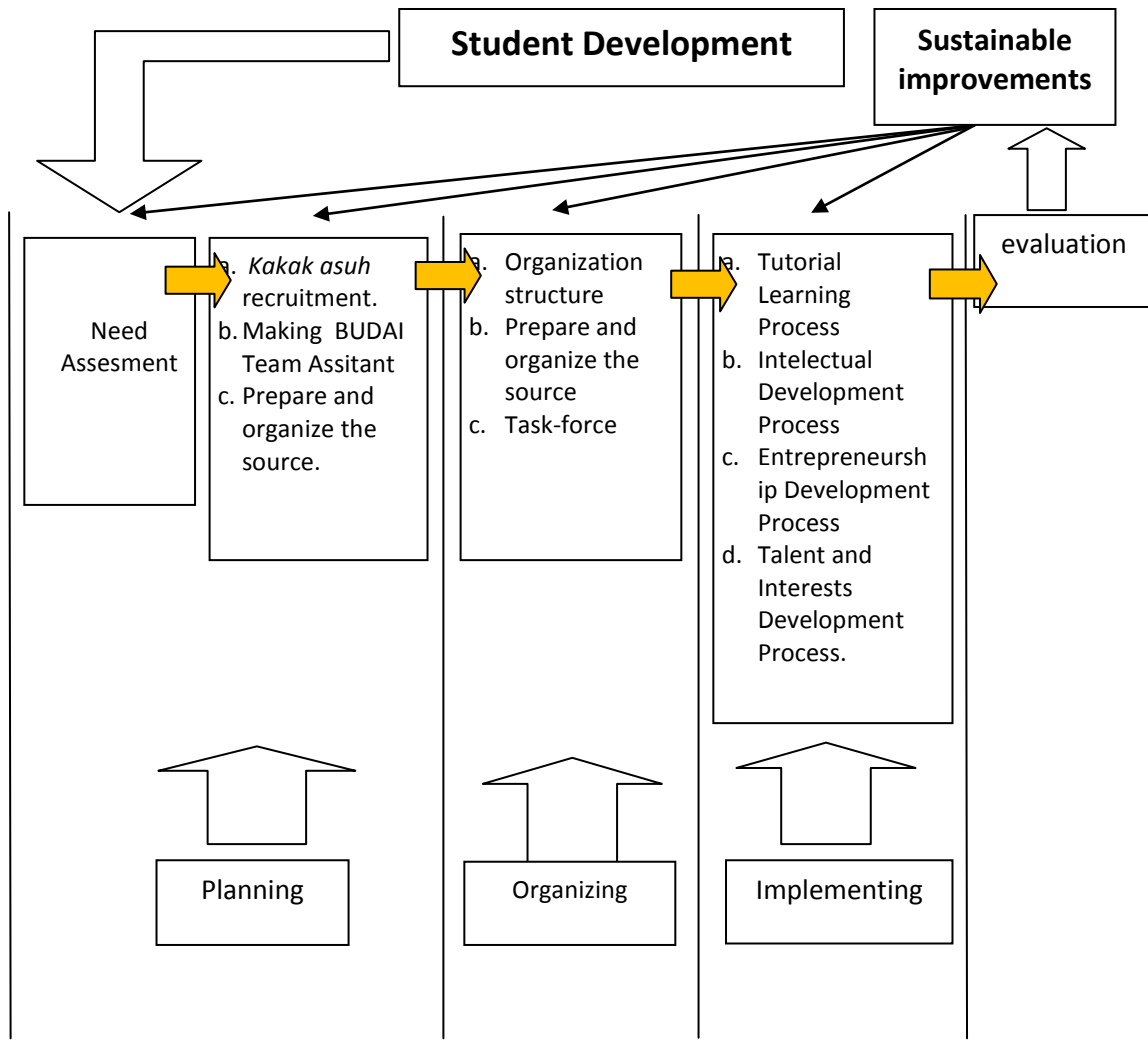 Student Development
Sustainable
improvements
Need
Assesment
a. Kakak asuh
recruitment.
b. Making BUDAI
Team Assitant
c. Prepare and
organize the
source.
a. Organization
structure
b. Prepare and
organize the
source
c. Task-force
a. Tutorial
Learning
Process
b. Intelectual
Development
Process
c. Entrepreneursh
ip Development
Process
d. Talent and
Interests
Development
Process.
evaluation
Planning
Organizing
Implementing